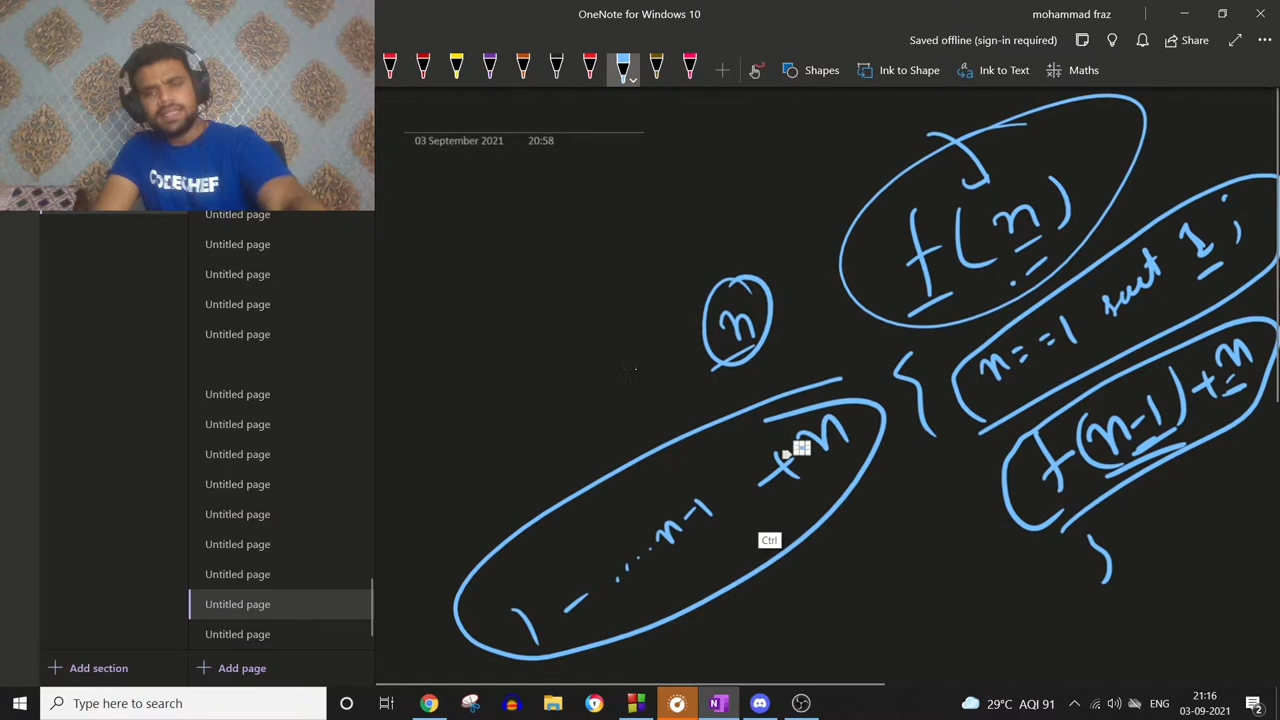 OneNote for Windows 10
mohammad fraz
Saved offline (sign-in required)
Share
Shapes
Ink to Shape
Ink to Text
Maths
CODECHEF
03 September 2021 20:58
f(n)
n
n==1 1;
f(n-1)+n
1 - ....n-1 +n
Ctrl
Untitled page
Untitled page
Untitled page
Untitled page
Untitled page
Untitled page
Untitled page
Untitled page
Untitled page
Untitled page
Untitled page
Untitled page
Untitled page
Untitled page
Add section
Add page
Type here to search
29°C AQI 91
ENG
21:16
03-09-2021
2